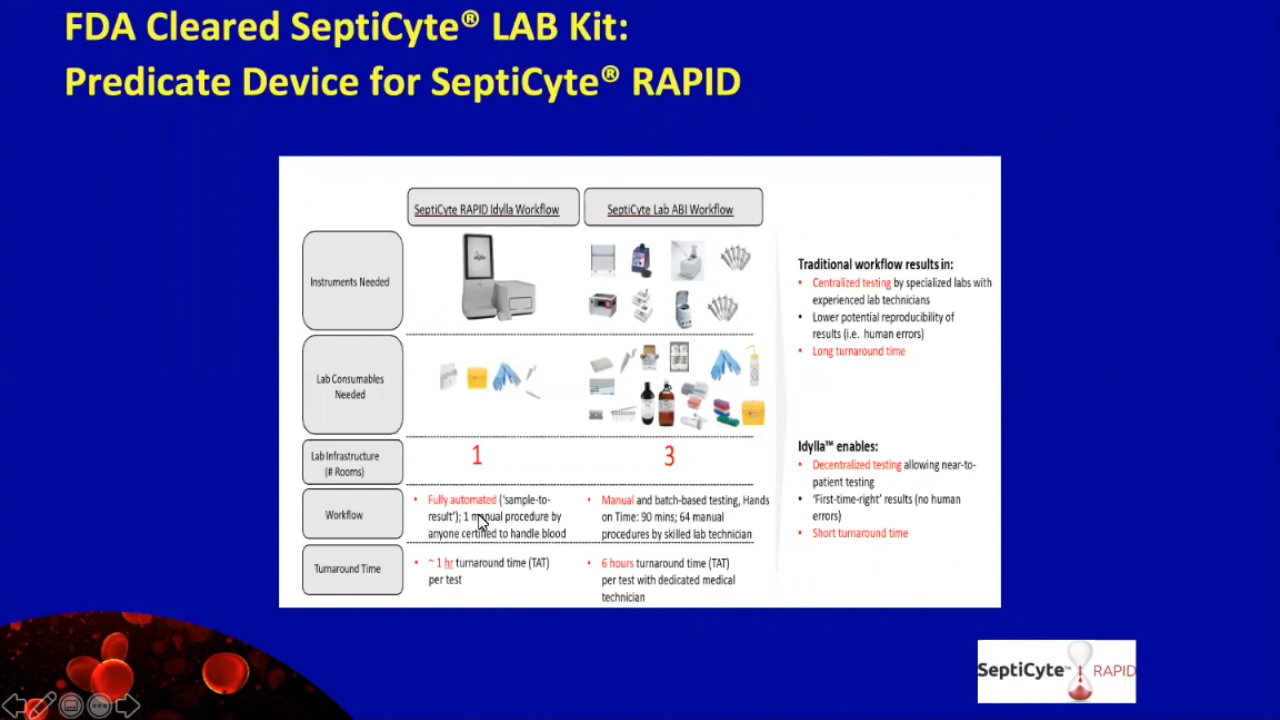 FDA Cleared SeptiCyte® LAB Kit:
Predicate Device for SeptiCyte® RAPID
SeptiCyte RAPID Idylla Workflow
SeptiCyte Lab ABI Workflow
Instruments Needed
Lab Consumables
Needed
Lab Infrastructure
(# Rooms)
1
3
Workflow
• Fully automated ('sample-to-
result'); 1 manual procedure by
anyone certified to handle blood
• Manual and batch-based testing, Hands
on Time: 90 mins; 64 manual
procedures by skilled lab technician
Turnaround Time
• ~ 1 hr turnaround time (TAT)
per test
• 6 hours turnaround time (TAT)
per test with dedicated medical
technician
Traditional workflow results in:
• Centralized testing by specialized labs with
experienced lab technicians
• Lower potential reproducibility of
results (i.e. human errors)
• Long turnaround time
Idylla™ enables:
• Decentralized testing allowing near-to-
patient testing
• 'First-time-right' results (no human
errors)
• Short turnaround time
SeptiCyte™ RAPID